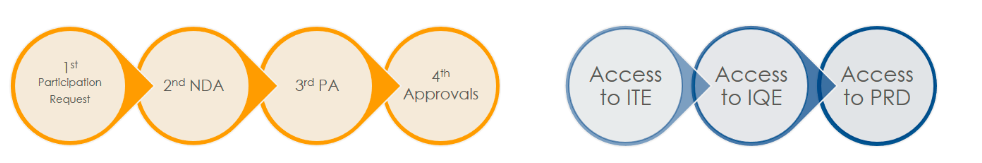 1st
Participation
Request
2nd NDA
3rd PA
4th
Approvals
Access
to ITE
Access
to IQE
Access
to PRD